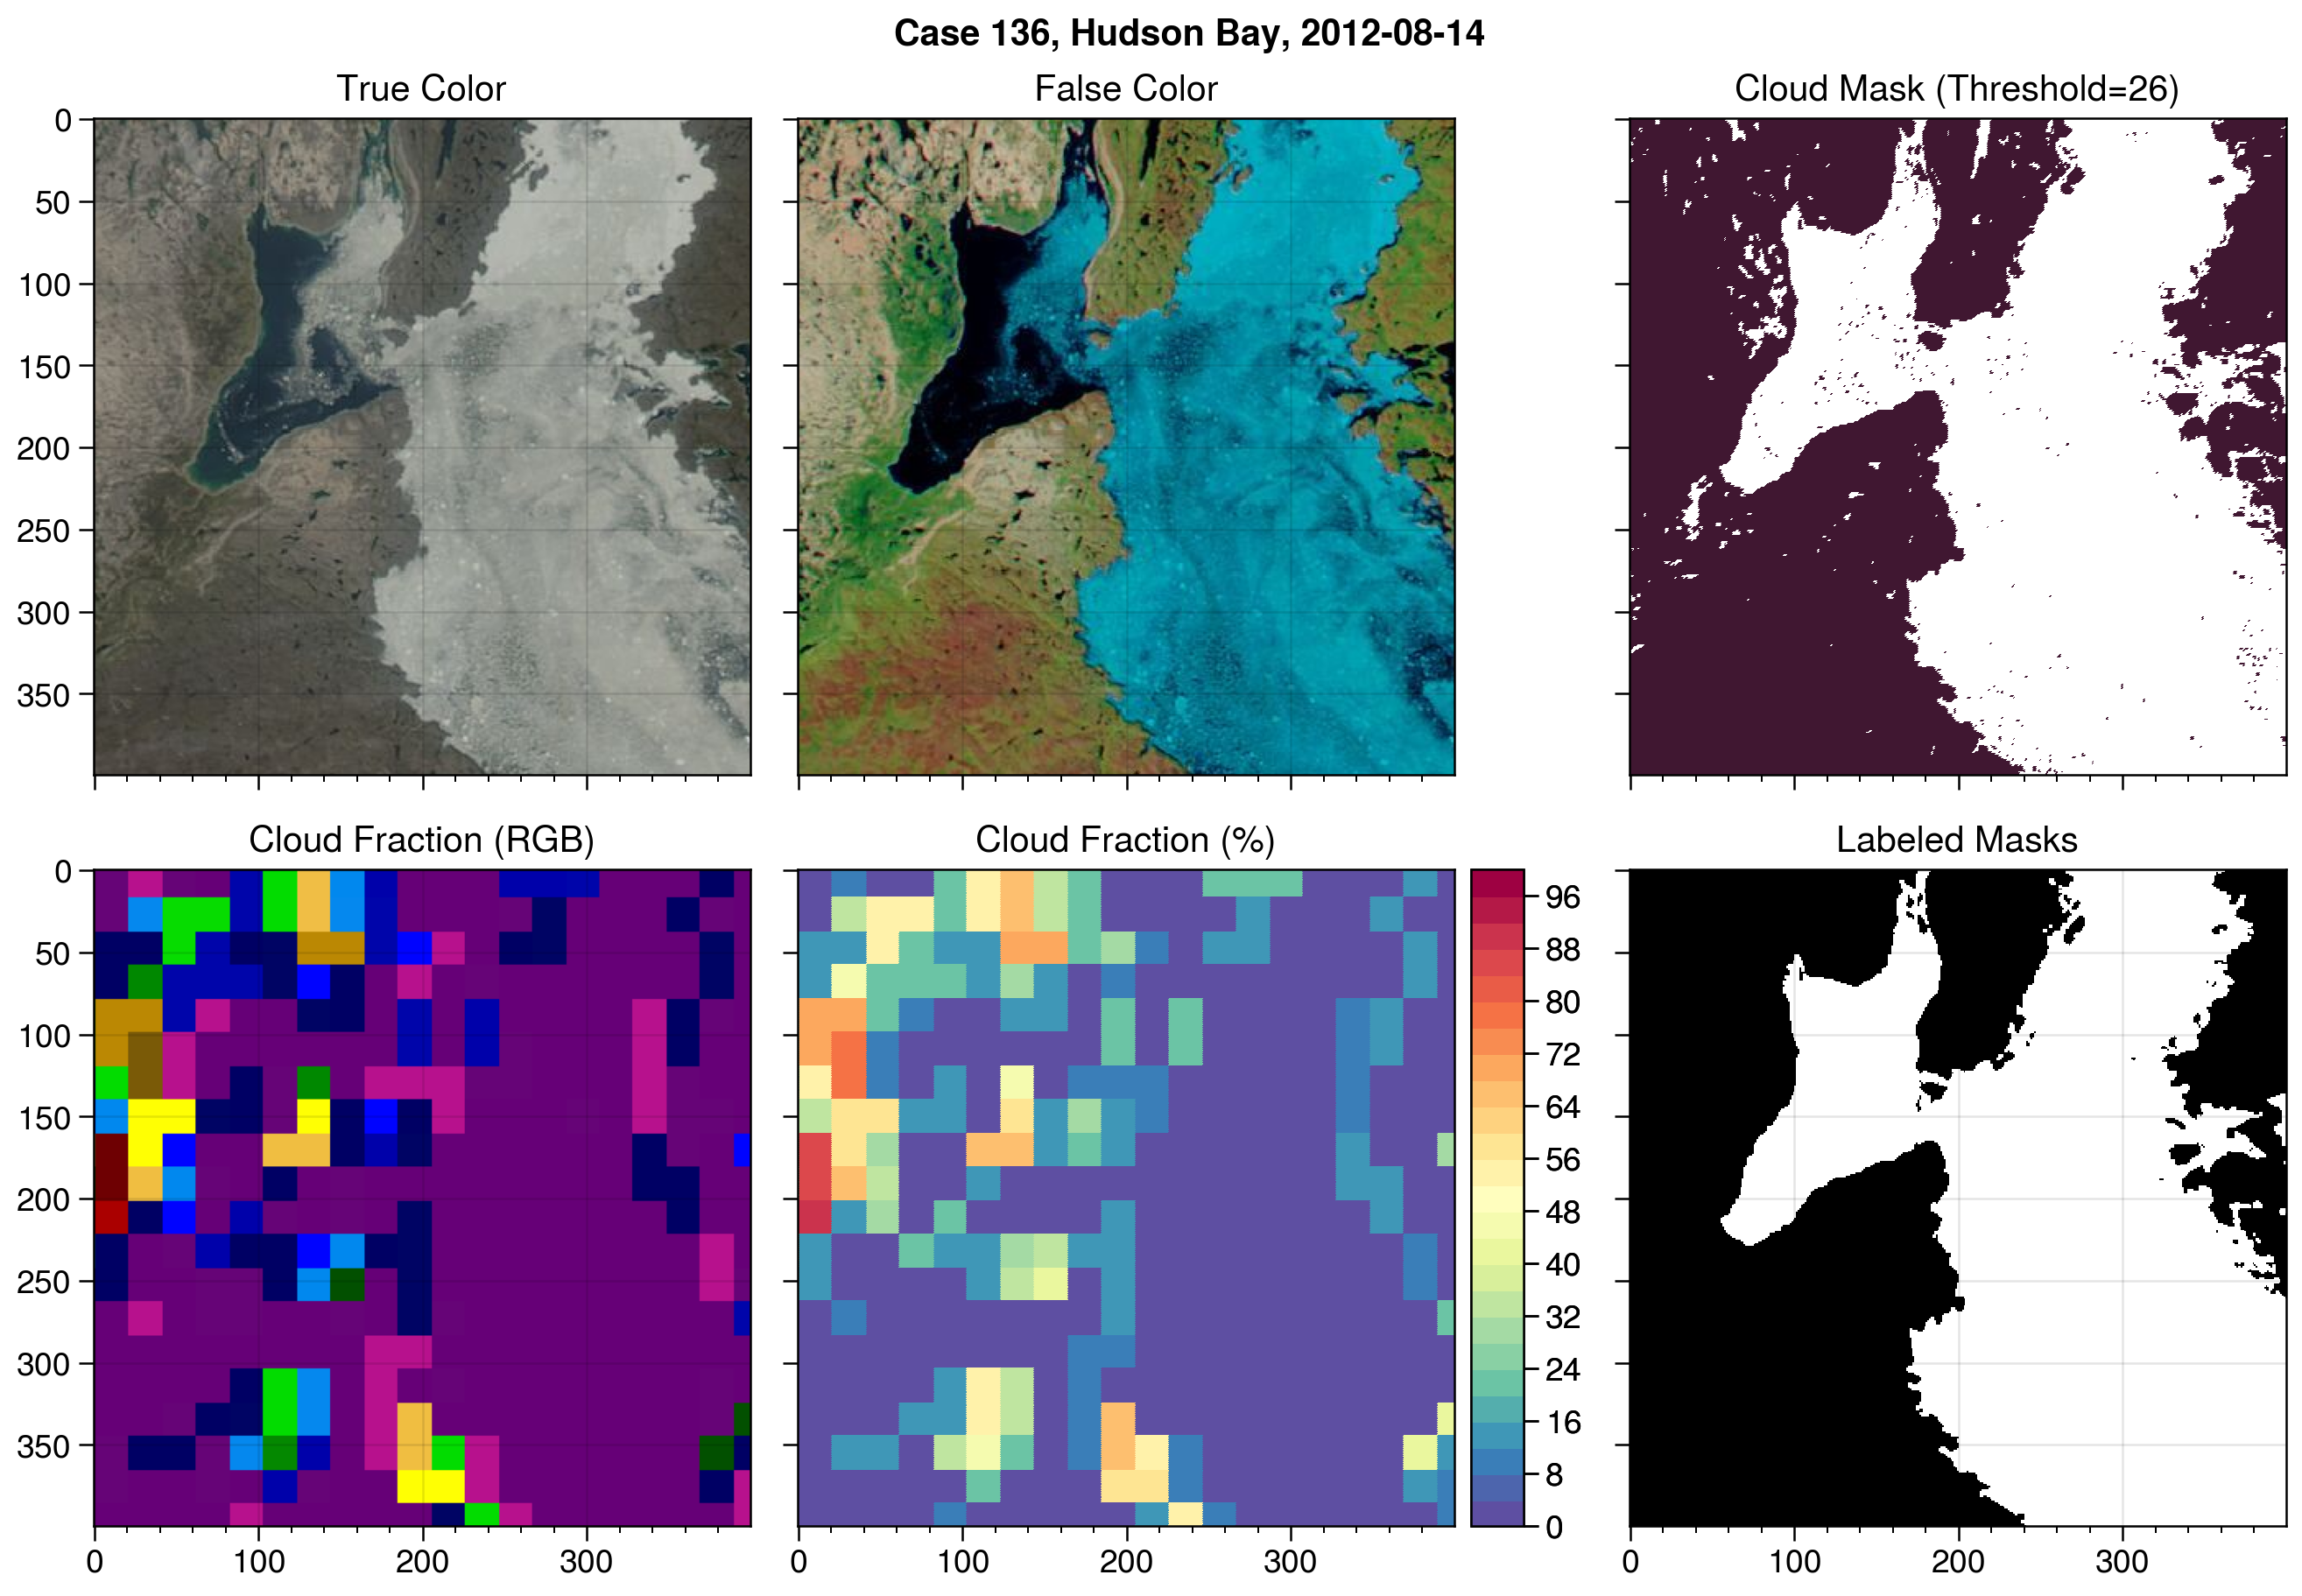 Case 136, Hudson Bay, 2012-08-14
True Color
False Color
Cloud Mask (Threshold=26)
0
50
100
150
200
250
300
350
Cloud Fraction (RGB)
Cloud Fraction (%)
Labeled Masks
0
50
100
150
200
250
300
350
96
88
80
72
64
56
48
40
32
24
16
8
0
0 100 200 300
0 100 200 300
0 100 200 300